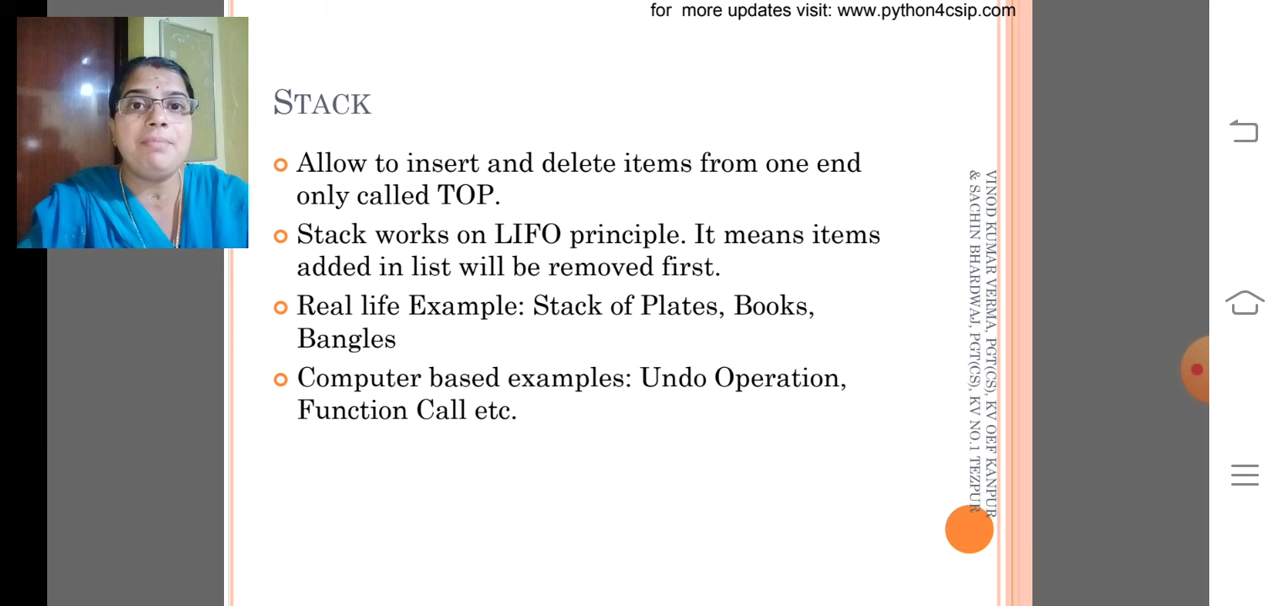 for more updates visit: www.python4csip.com
STACK
Allow to insert and delete items from one end
only called TOP.
Stack works on LIFO principle. It means items
added in list will be removed first.
Real life Example: Stack of Plates, Books,
Bangles
Computer based examples: Undo Operation,
Function Call etc.
VINOD KUMAR VERMA, PGT(CS), KV OEF KANPUR
& SACHIN BHARDWAJ, PGT(CS), KV NO.1 TEZPUR